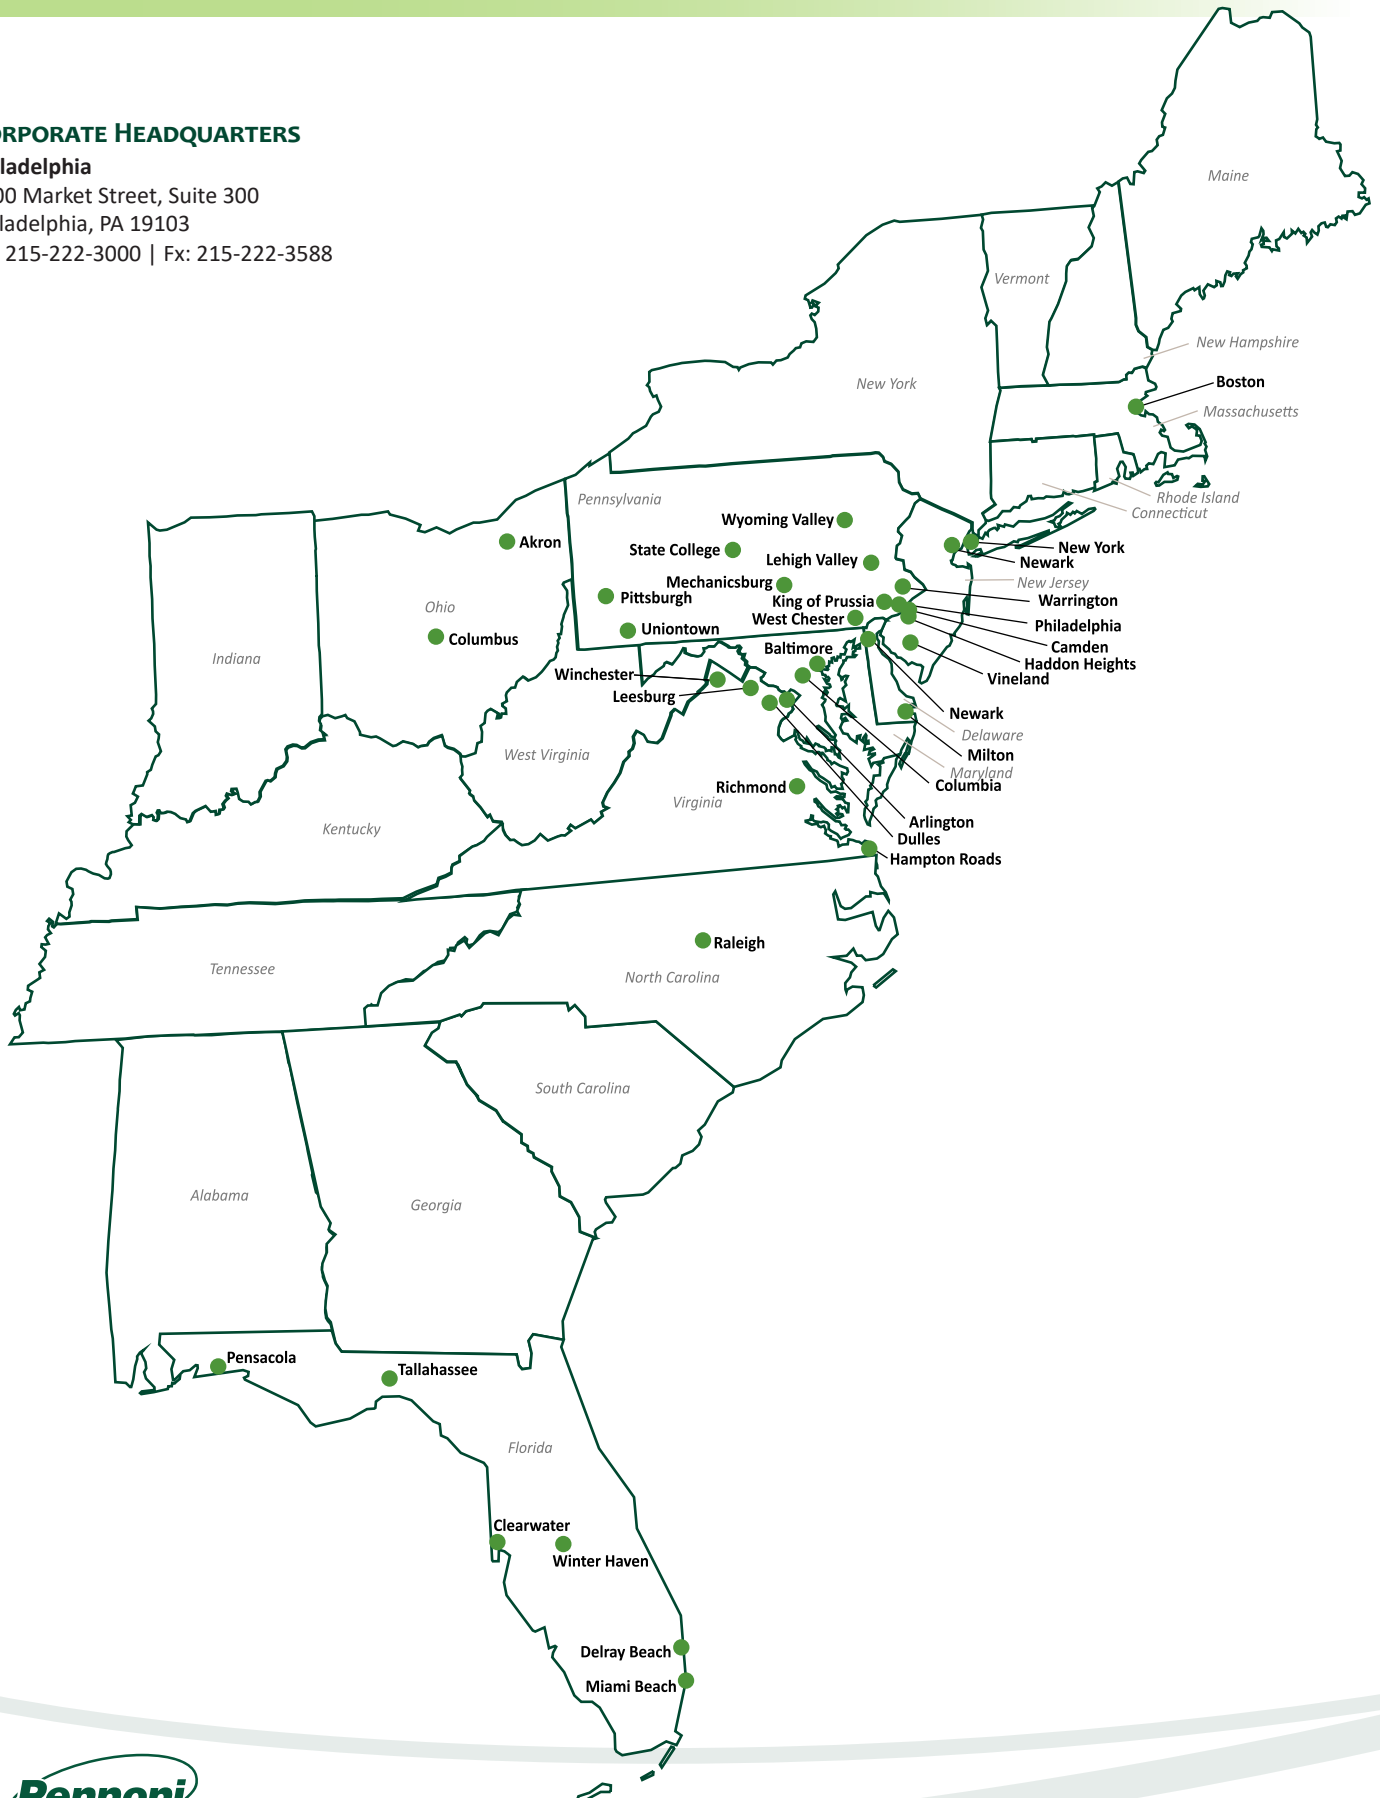 ORPORATE HEADQUARTERS
ladelphia
00 Market Street, Suite 300
ladelphia, PA 19103
215-222-3000 | Fx: 215-222-3588
Maine
Vermont
New Hampshire
New York
Boston
Massachusetts
Pennsylvania
Rhode Island
Connecticut
Wyoming Valley
Akron
State College
New York
Lehigh Valley
Newark
New Jersey
Mechanicsburg
Pittsburgh
King of Prussia
Warrington
Ohio
West Chester
Philadelphia
Uniontown
Columbus
Camden
Baltimore
Indiana
Haddon Heights
Winchester
Vineland
Leesburg
Newark
Delaware
West Virginia
Milton
Maryland
Columbia
Richmond
Virginia
Arlington
Kentucky
Dulles
Hampton Roads
Raleigh
Tennessee
North Carolina
South Carolina
Alabama
Georgia
Pensacola
Tallahassee
Florida
Clearwater
Winter Haven
Delray Beach
Miami Beach
Pennoni